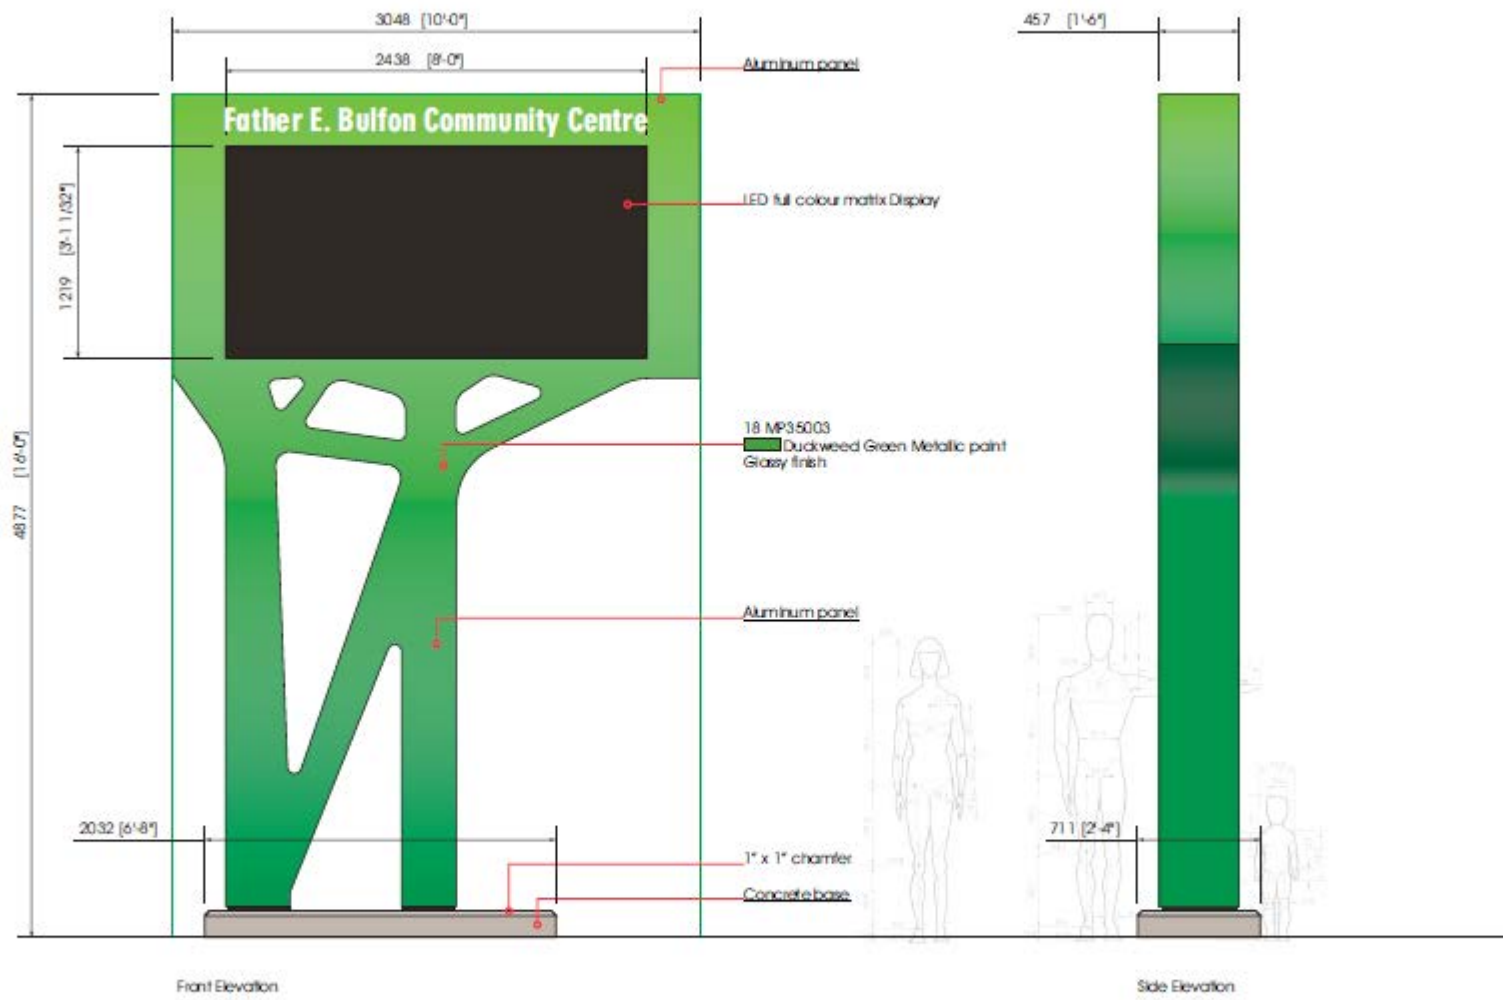 3048 [10'-0"]
457 [1'-6"]
2438 [8'-0"]
Aluminum panel
Father E. Bulfon Community Centre
LED full colour matrix Display
1219 [3'-1 1/32"]
18 MP35003
Duckweed Green Metallic paint
Glassy finish
4877 [16'-0"]
Aluminum panel
2032 [6'-8"]
711 [2'-4"]
1" x 1" chamfer
Concrete base
Front Elevation
Side Elevation